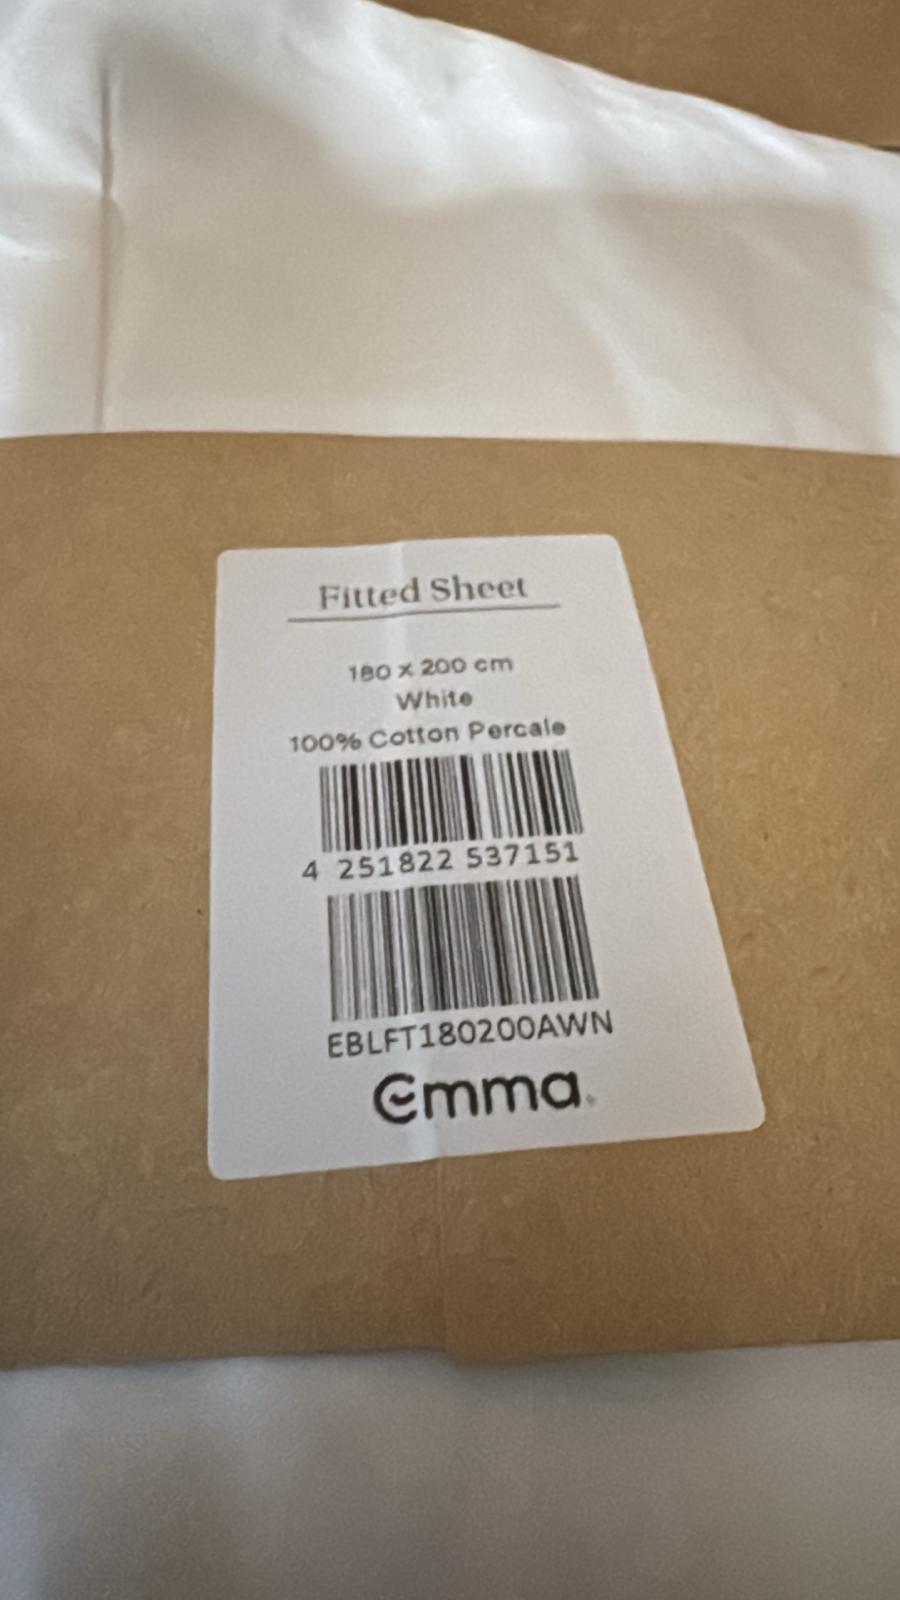 Fitted Sheet
180 x 200 cm
White
100% Cotton Percale
4 251822 537151
EBLFT180200AWN
emma